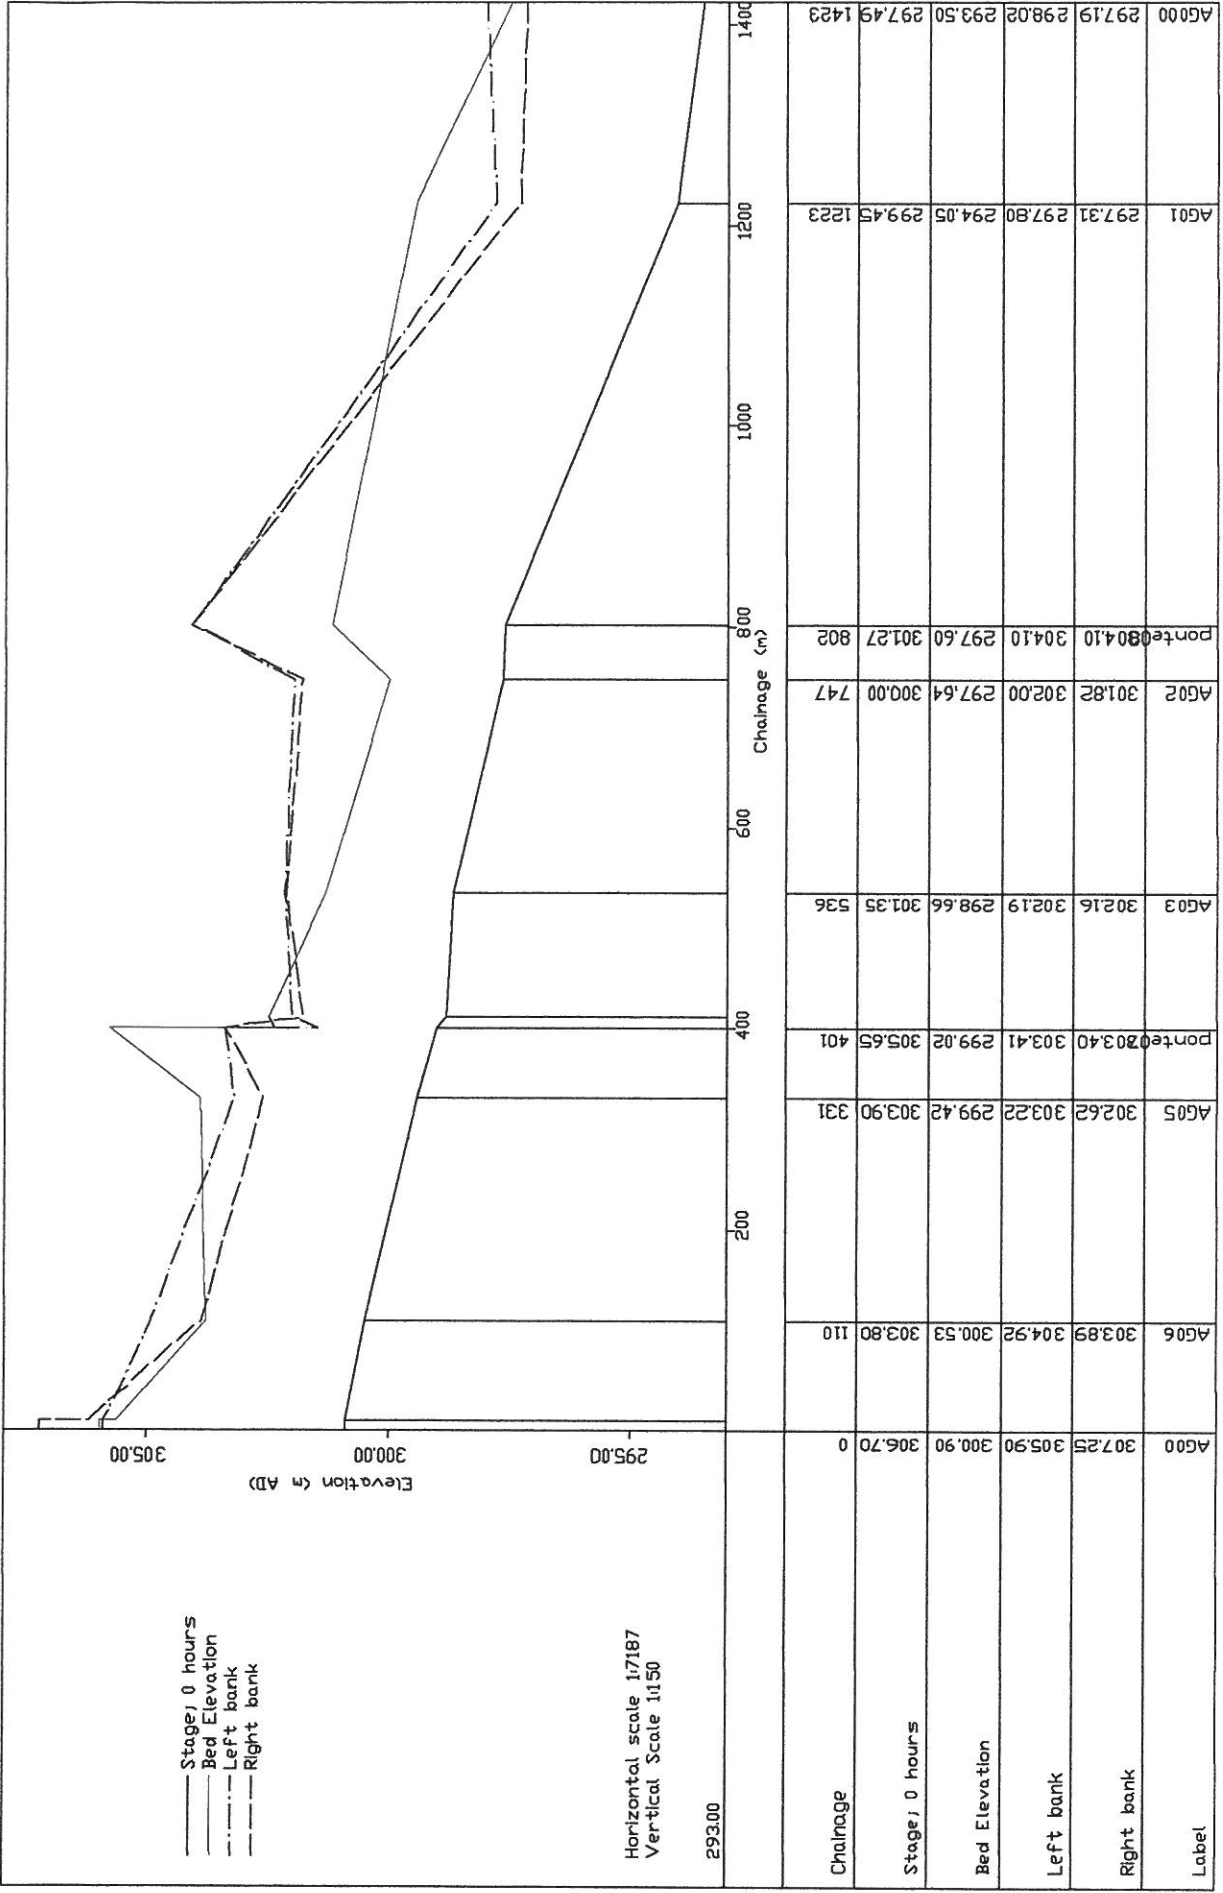 Stage; 0 hours
Bed Elevation
Left bank
Right bank
Elevation (m AD)
305.00
300.00
295.00
Horizontal scale 1:7187
Vertical Scale 1:150
293.00
200
400
600
800
1000
1200
1400
Chainage (m)
Chainage 0 110 331 401 536 747 802 1223 1423
Stage; 0 hours 306.70 303.80 303.90 305.65 301.35 300.00 301.27 299.45 297.49
Bed Elevation 300.90 300.53 299.42 299.02 298.66 297.64 297.60 294.05 293.50
Left bank 305.90 304.92 303.22 303.41 302.19 302.00 304.10 297.80 298.02
Right bank 307.25 303.89 302.62 303.40 302.16 301.82 304.10 297.31 297.19
Label AG00 AG06 AG05 AG03 AG02 AG01 AG000